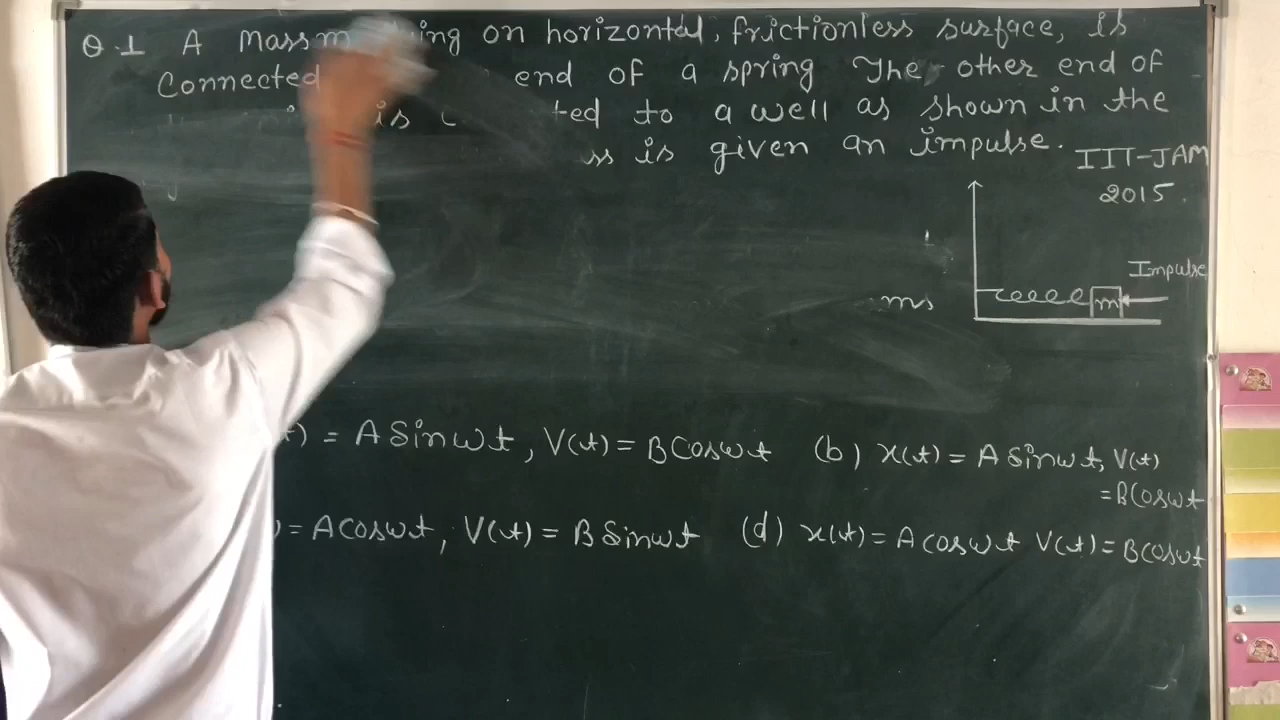 Q.1 A mass m ing on horizontal, frictionless surface, is
Connected end of a spring The other end of
is ted to a well as shown in the
ss is given an impulse.
IIT-JAM
2015.
Impulse
m
ms
t) = A Sinωt, V(t) = B Cosωt (b) x(t) = A Sinωt, V(t)
= B Cosωt
) = A Cosωt, V(t) = B Sinωt (d) x(t) = A cosωt V(t) = B cosωt